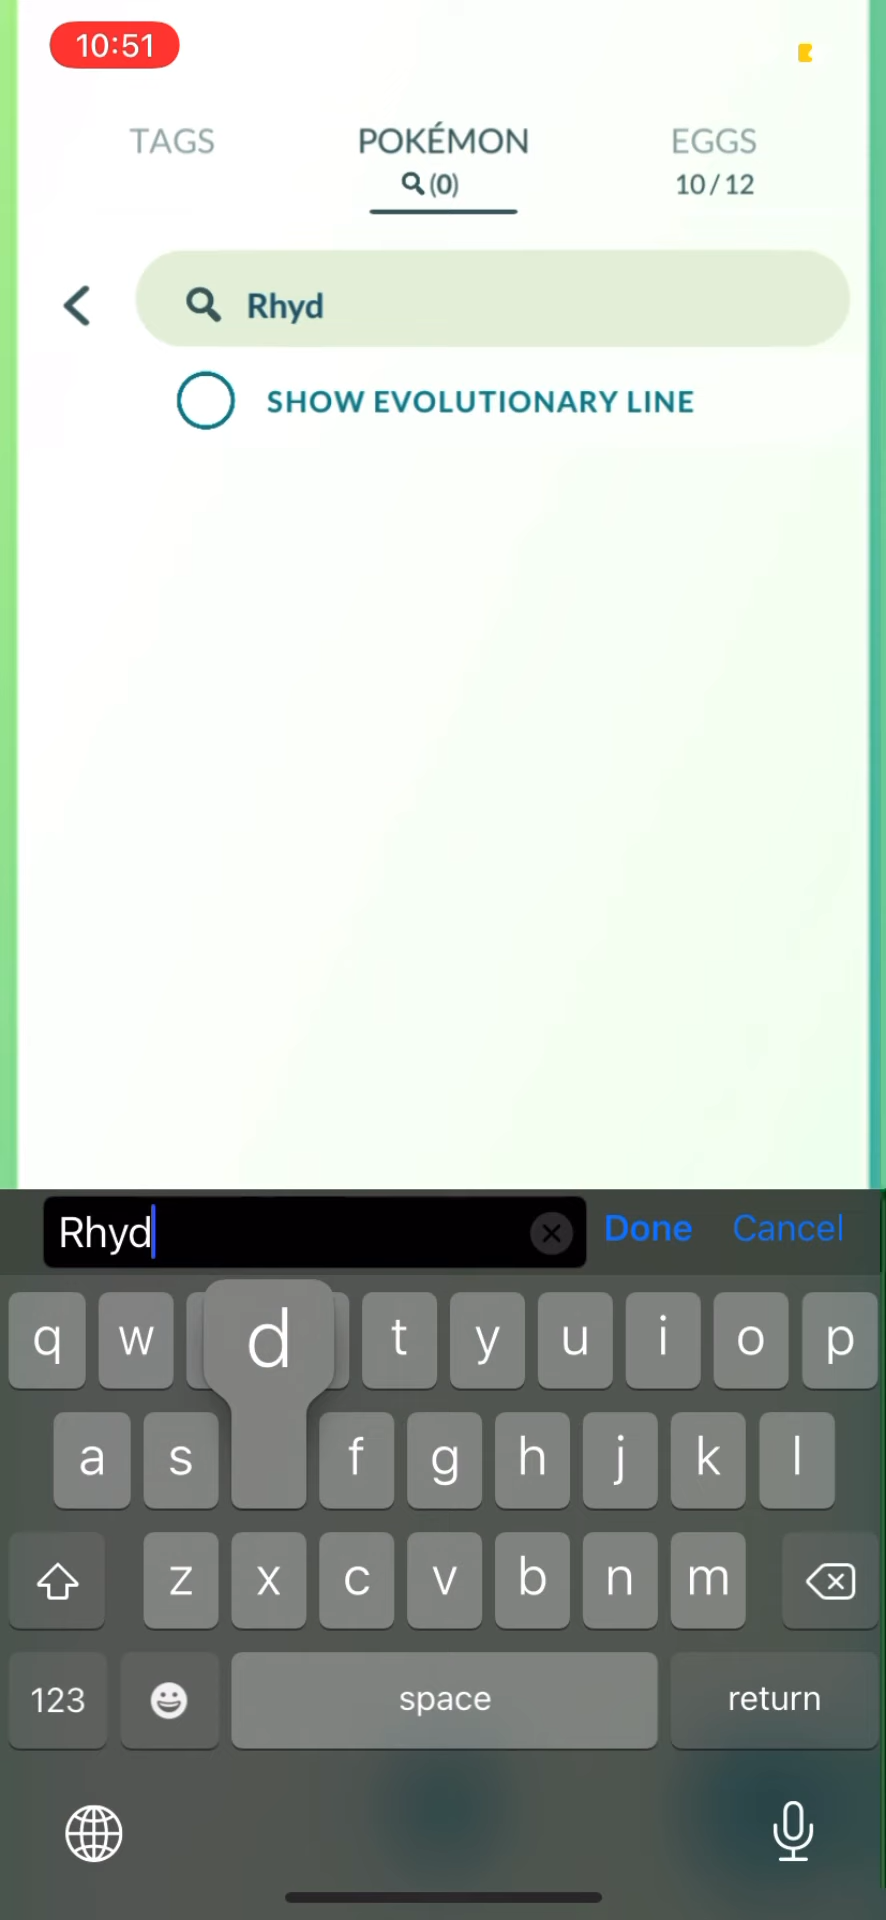 10:51
TAGS
POKÉMON
EGGS
(0)
10/12
Rhyd
SHOW EVOLUTIONARY LINE
Rhyd
Done
Cancel
q w d t y u i o p
a s f g h j k l
z x c v b n m
123
space
return